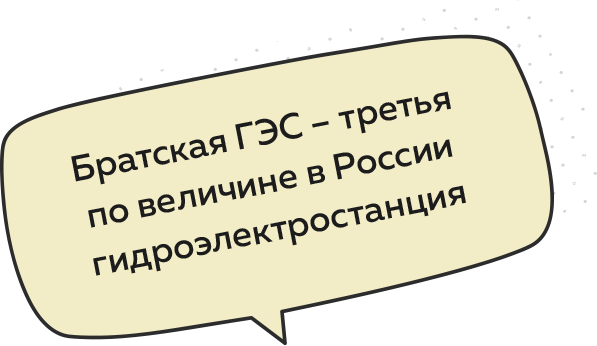 Братская ГЭС – третья
по величине в России
гидроэлектростанция